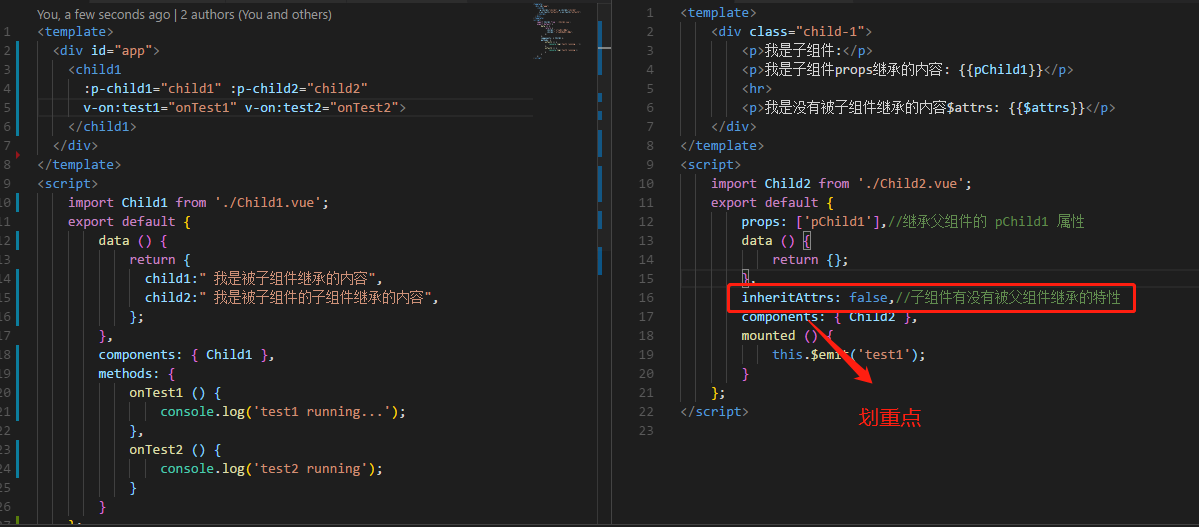 You, a few seconds ago | 2 authors (You and others)
1 <template>
2 <div id="app">
3 <child1
4 :p-child1="child1" :p-child2="child2"
5 v-on:test1="onTest1" v-on:test2="onTest2">
6 </child1>
7 </div>
8 </template>
9 <script>
10 import Child1 from './Child1.vue';
11 export default {
12 data () {
13 return {
14 child1:" 我是被子组件继承的内容",
15 child2:" 我是被子组件的子组件继承的内容",
16 };
17 },
18 components: { Child1 },
19 methods: {
20 onTest1 () {
21 console.log('test1 running...');
22 },
23 onTest2 () {
24 console.log('test2 running');
25 }
26 }
27 };
1 <template>
2 <div class="child-1">
3 <p>我是子组件:</p>
4 <p>我是子组件props继承的内容: {{pChild1}}</p>
5 <hr>
6 <p>我是没有被子组件继承的内容$attrs: {{$attrs}}</p>
7 </div>
8 </template>
9 <script>
10 import Child2 from './Child2.vue';
11 export default {
12 props: ['pChild1'],//继承父组件的 pChild1 属性
13 data () {
14 return {};
15 },
16 inheritAttrs: false,//子组件有没有被父组件继承的特性
17 components: { Child2 },
18 mounted () {
19 this.$emit('test1');
20 }
21 };
22 </script>
23
划重点